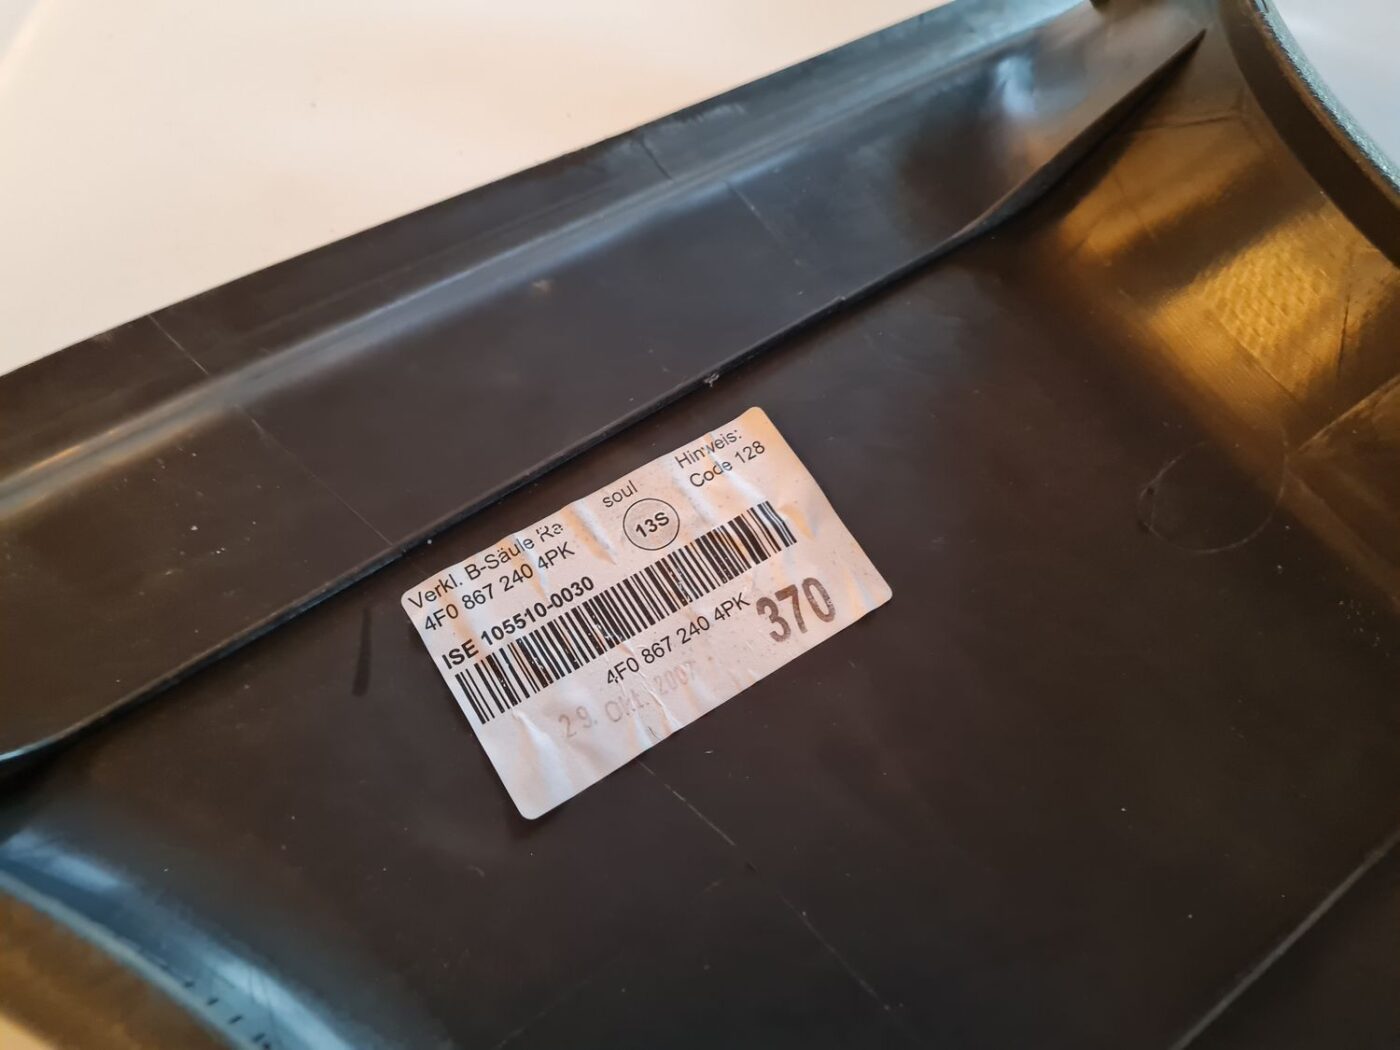 Verkl. B-Säule Re
4F0 867 240 4PK
soul
13S
Hinweis:
Code 128
ISE 105510-0030
4F0 867 240 4PK
370
29. Okt. 2007